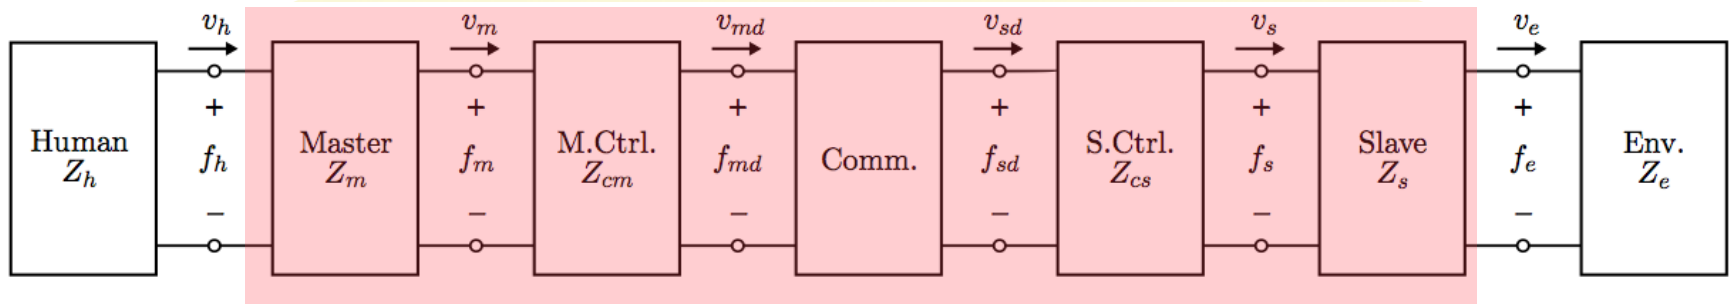 v_h v_m v_md v_sd v_s v_e
+ + + + + +
Human Master M.Ctrl. Comm. S.Ctrl. Slave Env.
Z_h Z_m Z_cm Z_cs Z_s Z_e
f_h f_m f_md f_sd f_s f_e
− − − − − −